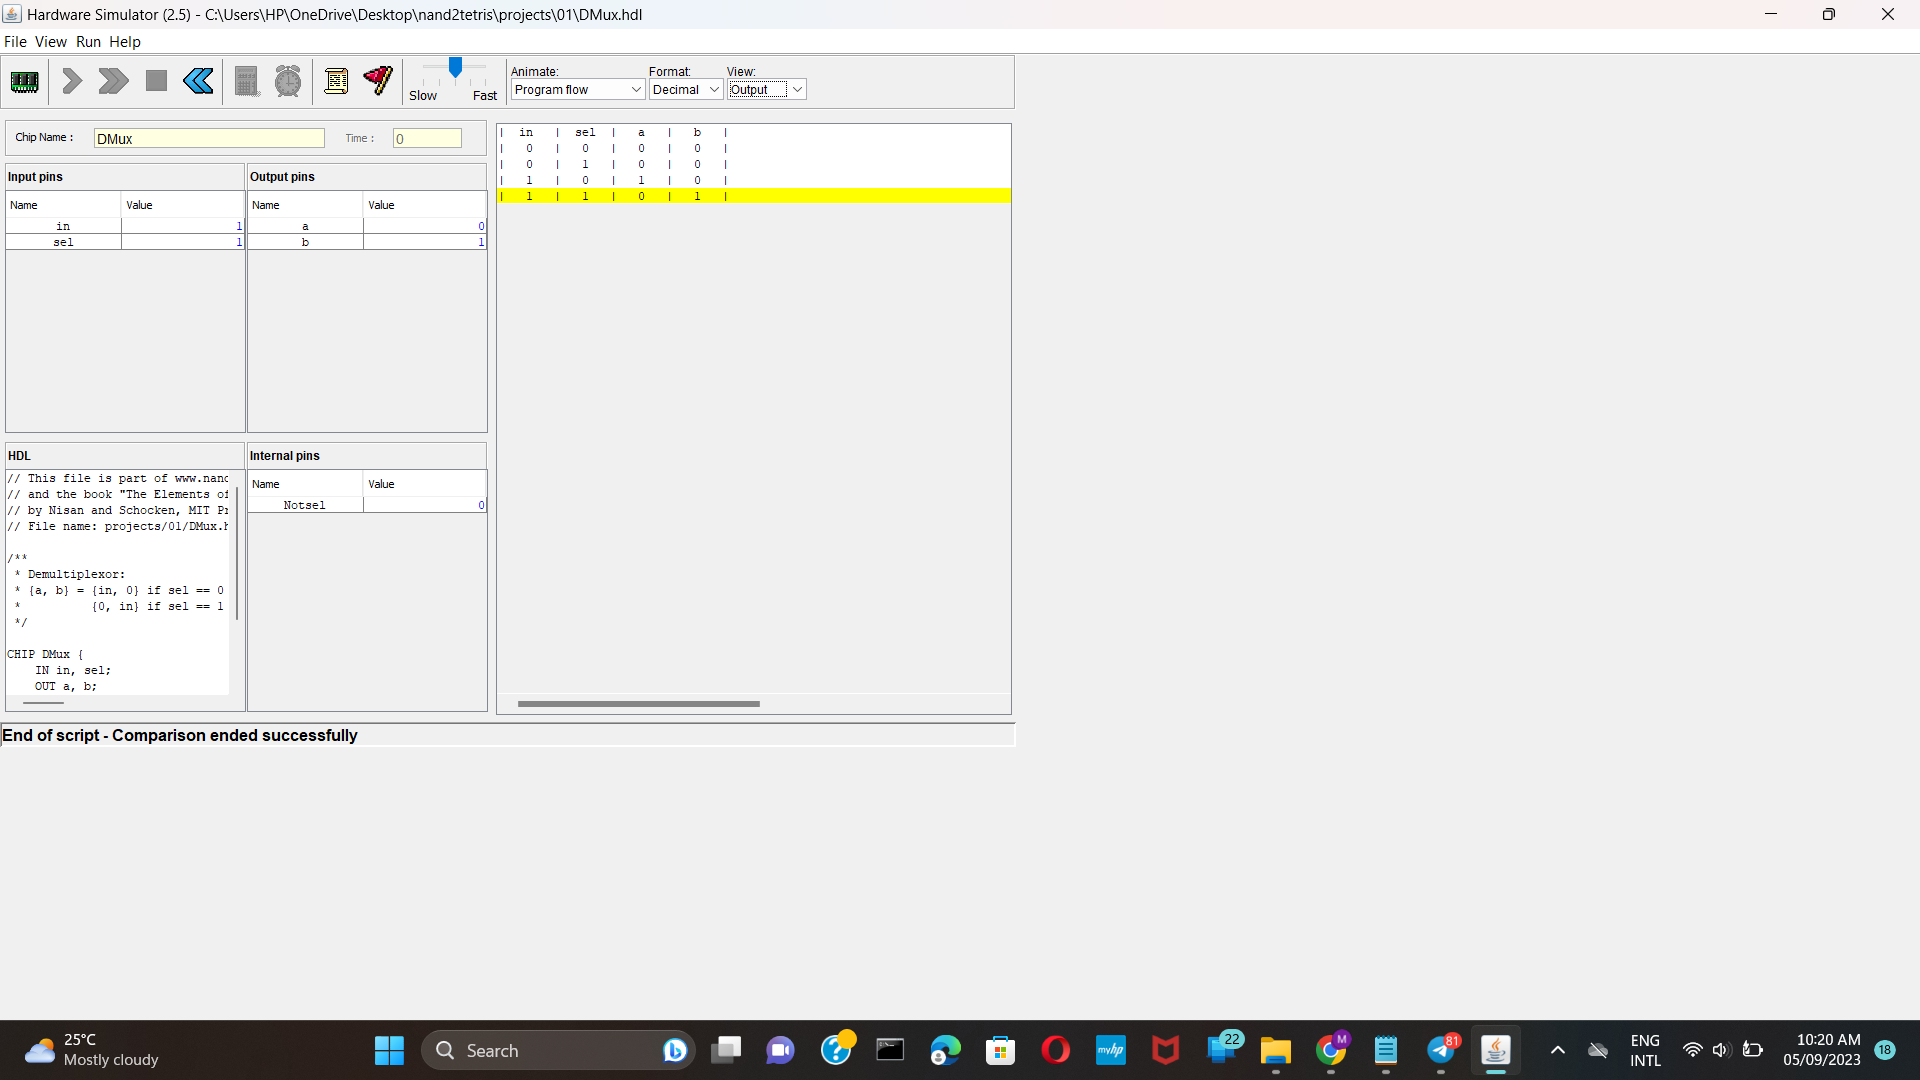 Hardware Simulator (2.5) - C:\Users\HP\OneDrive\Desktop\nand2tetris\projects\01\DMux.hdl
File View Run Help
Slow Fast
Animate: Format: View:
Program flow Decimal Output
Chip Name : DMux Time : 0
Input pins
Name Value
in 1
sel 1
Output pins
Name Value
a 0
b 1
| in | sel | a | b |
| 0 | 0 | 0 | 0 |
| 0 | 1 | 0 | 0 |
| 1 | 0 | 1 | 0 |
| 1 | 1 | 0 | 1 |
HDL
// This file is part of www.nand
// and the book "The Elements of
// by Nisan and Schocken, MIT Pr
// File name: projects/01/DMux.h
/**
* Demultiplexor:
* {a, b} = {in, 0} if sel == 0
* {0, in} if sel == 1
*/
CHIP DMux {
IN in, sel;
OUT a, b;
Internal pins
Name Value
Notsel 0
End of script - Comparison ended successfully
25°C
Mostly cloudy
Search
myhp
22
M
81
ENG
INTL
10:20 AM
05/09/2023
18